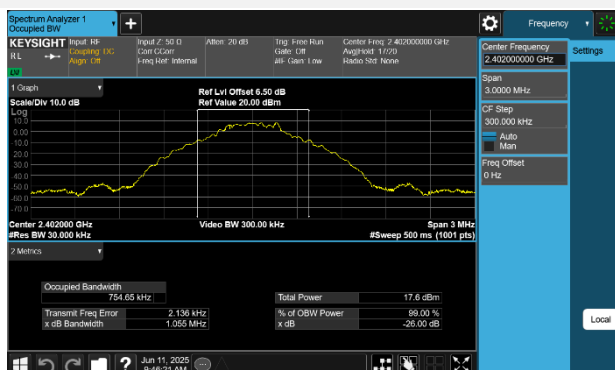 Spectrum Analyzer 1
Occupied BW
Frequency
KEYSIGHT
RL
Input: RF
Coupling: DC
Align: Off
Input Z: 50 Ω
Corr CCorr
Freq Ref: Internal
Atten: 20 dB
Trig: Free Run
Gate: Off
#IF Gain: Low
Center Freq: 2.402000000 GHz
Avg|Hold: 17/20
Radio Std: None
Center Frequency
2.402000000 GHz
Settings
Span
3.0000 MHz
CF Step
300.000 kHz
Auto
Man
Freq Offset
0 Hz
Local
1 Graph
Scale/Div 10.0 dB
Ref Lvl Offset 6.50 dB
Ref Value 20.00 dBm
Log
10.0
0.00
-10.0
-20.0
-30.0
-40.0
-50.0
-60.0
-70.0
Center 2.402000 GHz
#Res BW 30.000 kHz
Video BW 300.00 kHz
Span 3 MHz
#Sweep 500 ms (1001 pts)
2 Metrics
Occupied Bandwidth
754.65 kHz
Total Power
17.6 dBm
Transmit Freq Error
2.136 kHz
% of OBW Power
99.00 %
x dB Bandwidth
1.055 MHz
x dB
-26.00 dB
?
Jun 11, 2025
9:46:21 AM